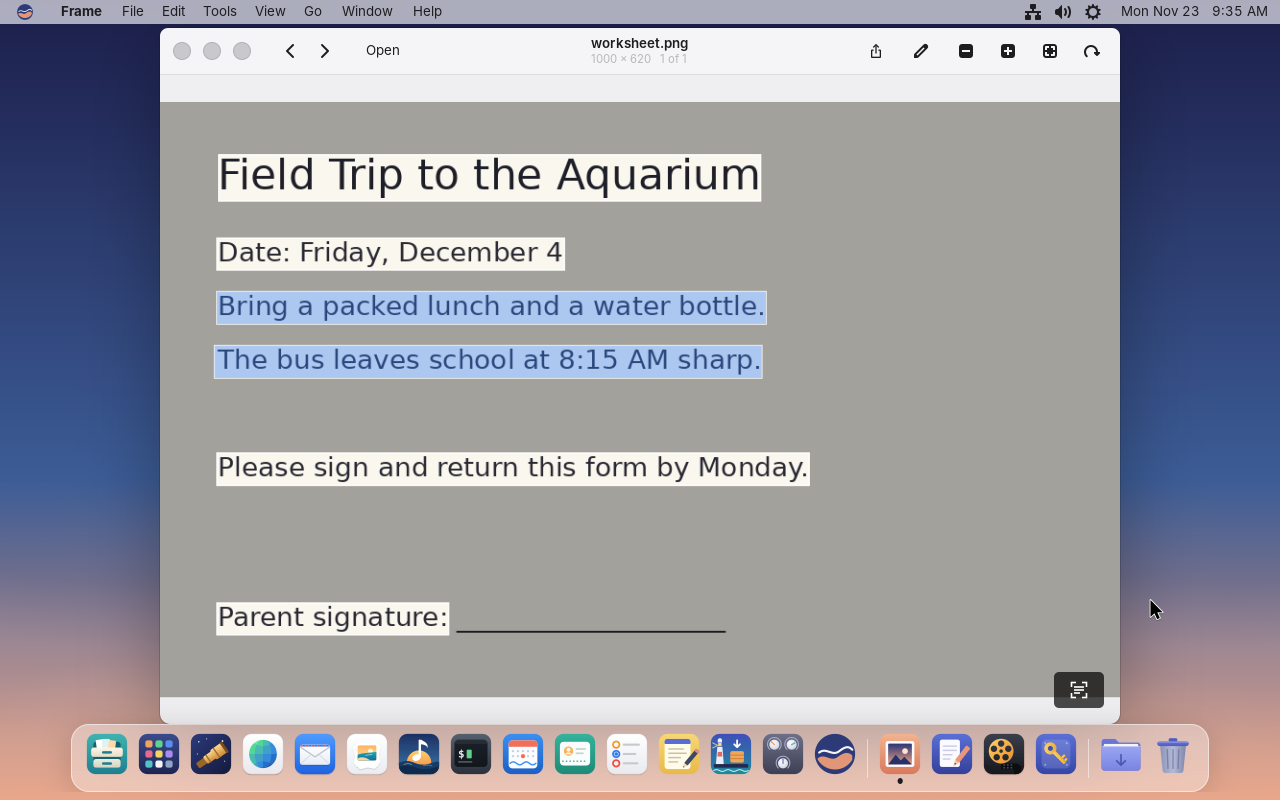 Frame File Edit Tools View Go Window Help Mon Nov 23 9:35 AM
Open
worksheet.png
1000 × 620 1 of 1
Field Trip to the Aquarium
Date: Friday, December 4
Bring a packed lunch and a water bottle.
The bus leaves school at 8:15 AM sharp.
Please sign and return this form by Monday.
Parent signature: ____________________